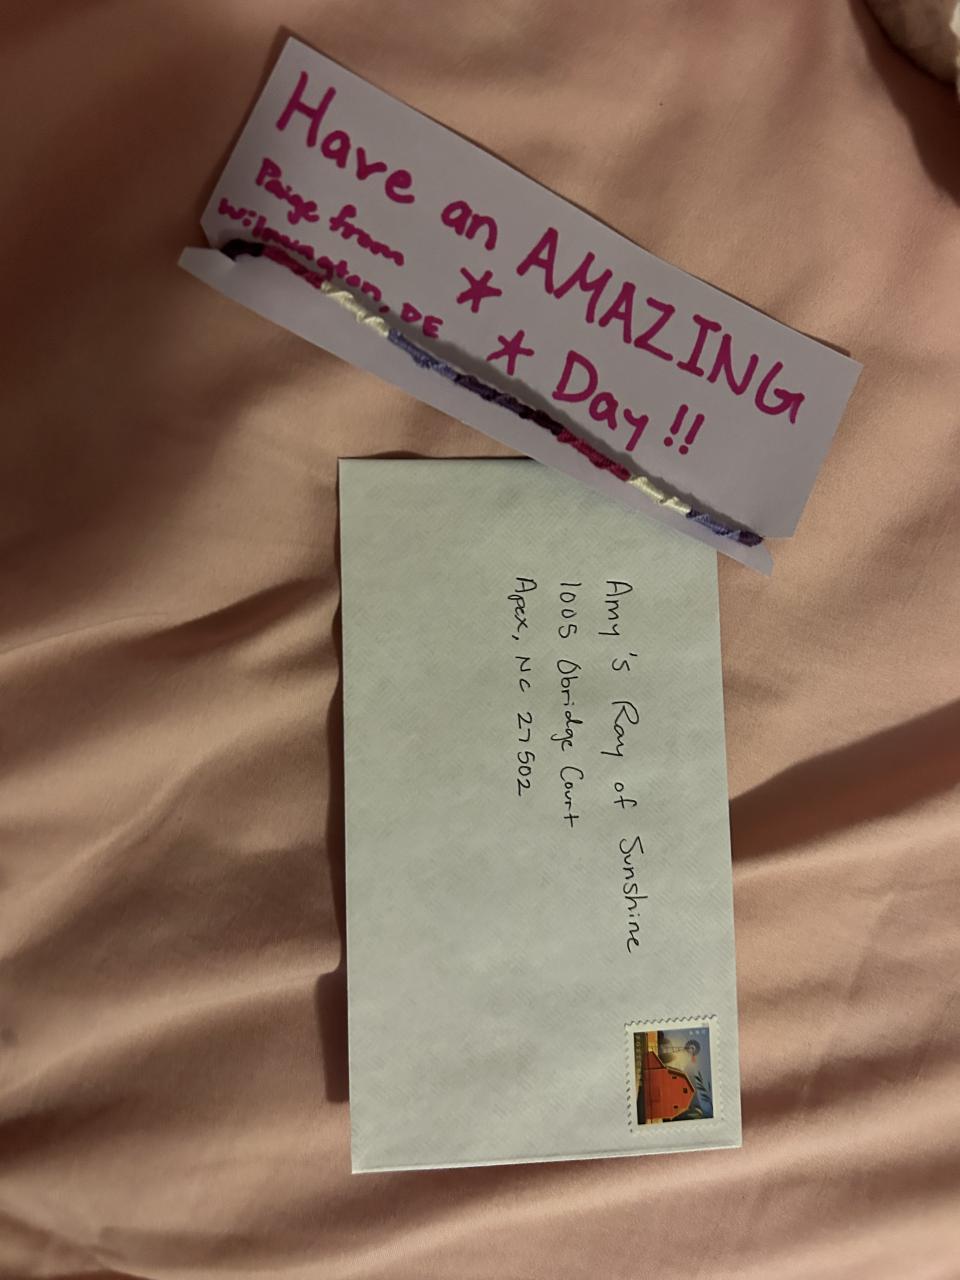 Have an AMAZING
Day!!
Paige from
Wilmington, DE
Amy's Ray of Sunshine
1005 Obridge Court
Apex, NC 27502